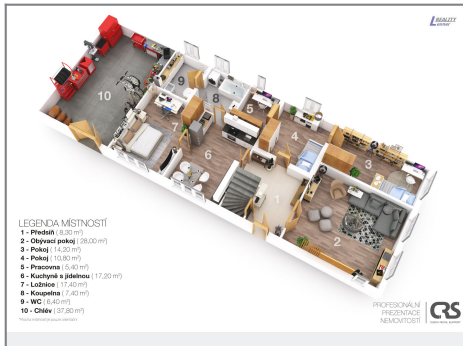 REALITY
Lenner
10
9
8
5
7
4
6
3
1
2
LEGENDA MÍSTNOSTÍ
1 - Předsíň ( 8,30 m²)
2 - Obývací pokoj ( 28,00 m²)
3 - Pokoj ( 14,20 m²)
4 - Pokoj ( 10,80 m²)
5 - Pracovna ( 5,40 m²)
6 - Kuchyně s jídelnou ( 17,20 m²)
7 - Ložnice ( 17,40 m²)
8 - Koupelna ( 7,40 m²)
9 - WC ( 6,40 m²)
10 - Chlév ( 37,60 m²)
PROFESIONÁLNÍ
PREZENTACE
NEMOVITOSTÍ
CRS